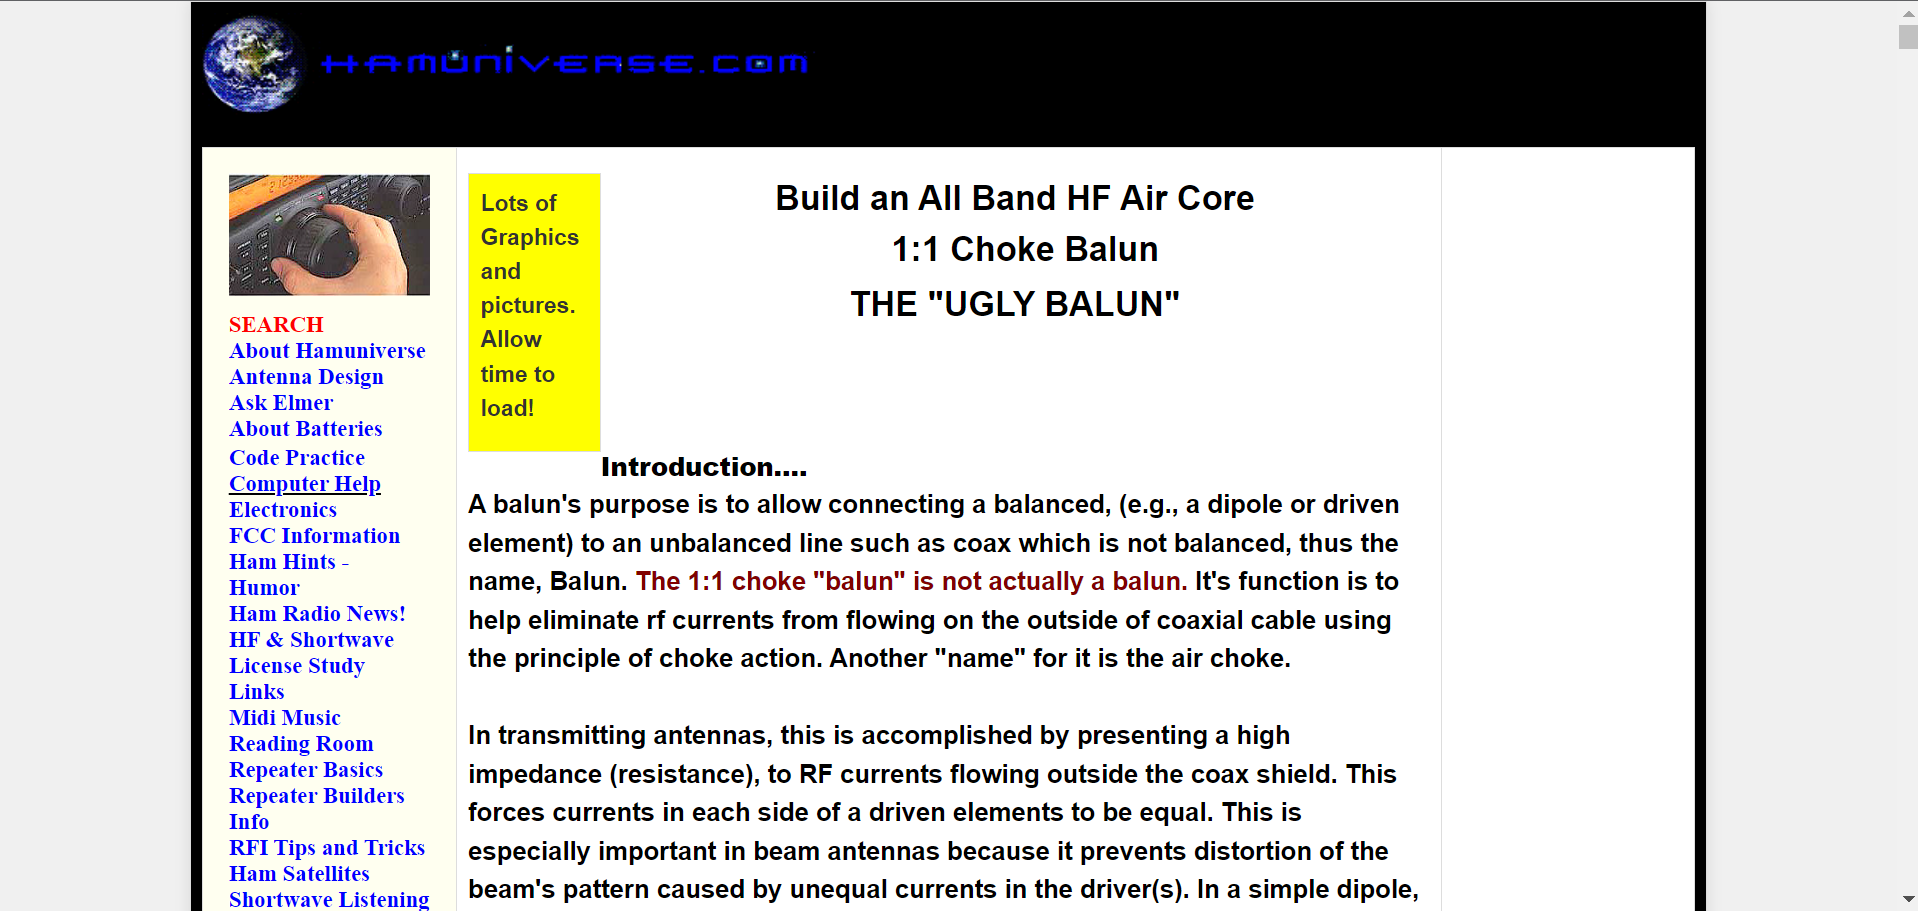 HAMUNIVERSE.COM
SEARCH
About Hamuniverse
Antenna Design
Ask Elmer
About Batteries
Code Practice
Computer Help
Electronics
FCC Information
Ham Hints -
Humor
Ham Radio News!
HF & Shortwave
License Study
Links
Midi Music
Reading Room
Repeater Basics
Repeater Builders
Info
RFI Tips and Tricks
Ham Satellites
Shortwave Listening
Lots of
Graphics
and
pictures.
Allow
time to
load!
Build an All Band HF Air Core
1:1 Choke Balun
THE "UGLY BALUN"
Introduction....
A balun's purpose is to allow connecting a balanced, (e.g., a dipole or driven
element) to an unbalanced line such as coax which is not balanced, thus the
name, Balun. The 1:1 choke "balun" is not actually a balun. It's function is to
help eliminate rf currents from flowing on the outside of coaxial cable using
the principle of choke action. Another "name" for it is the air choke.
In transmitting antennas, this is accomplished by presenting a high
impedance (resistance), to RF currents flowing outside the coax shield. This
forces currents in each side of a driven elements to be equal. This is
especially important in beam antennas because it prevents distortion of the
beam's pattern caused by unequal currents in the driver(s). In a simple dipole,